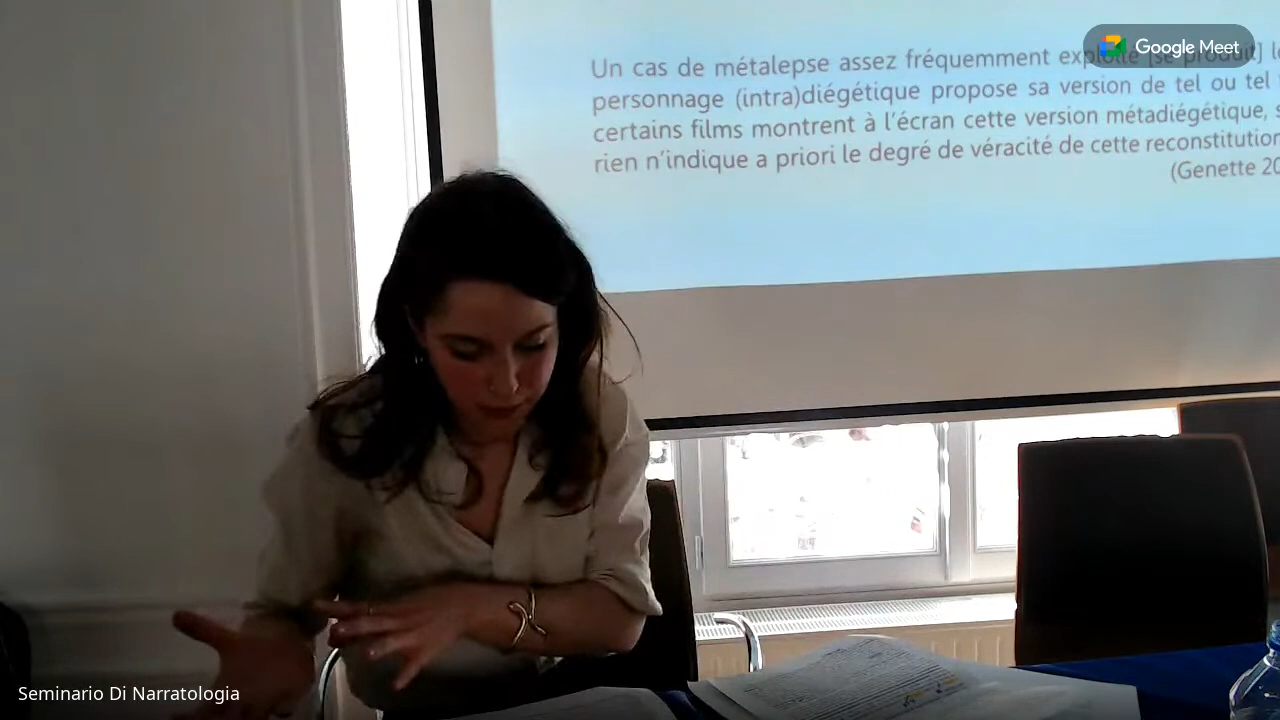 Google Meet
Un cas de métalepse assez fréquemment exploité [se produit]
personnage (intra)diégétique propose sa version de tel ou tel
certains films montrent à l'écran cette version métadiégétique,
rien n'indique a priori le degré de véracité de cette reconstitution
(Genette 20
Seminario Di Narratologia